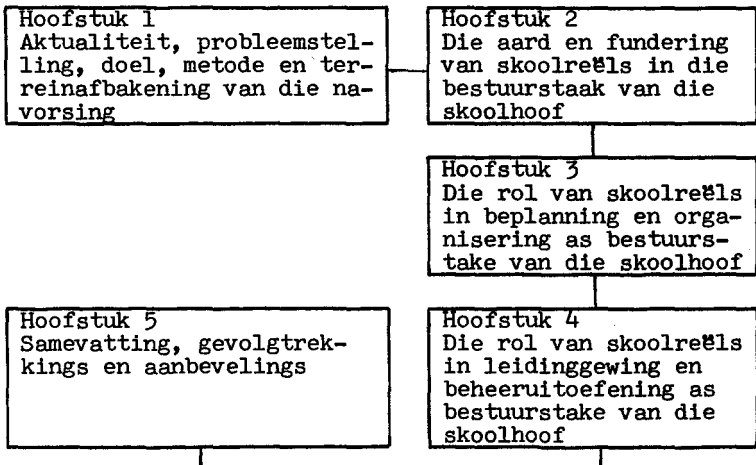 Hoofstuk 1
Aktualiteit, probleemstel-
ling, doel, metode en ter-
reinafbakening van die na-
vorsing
Hoofstuk 2
Die aard en fundering
van skoolreëls in die
bestuurstaak van die
skoolhoof
Hoofstuk 3
Die rol van skoolreëls
in beplanning en orga-
nisering as bestuurs-
take van die skoolhoof
Hoofstuk 5
Samevatting, gevolgtrek-
kings en aanbevelings
Hoofstuk 4
Die rol van skoolreëls
in leidinggewing en
beheeruitoefening as
bestuurstake van die
skoolhoof